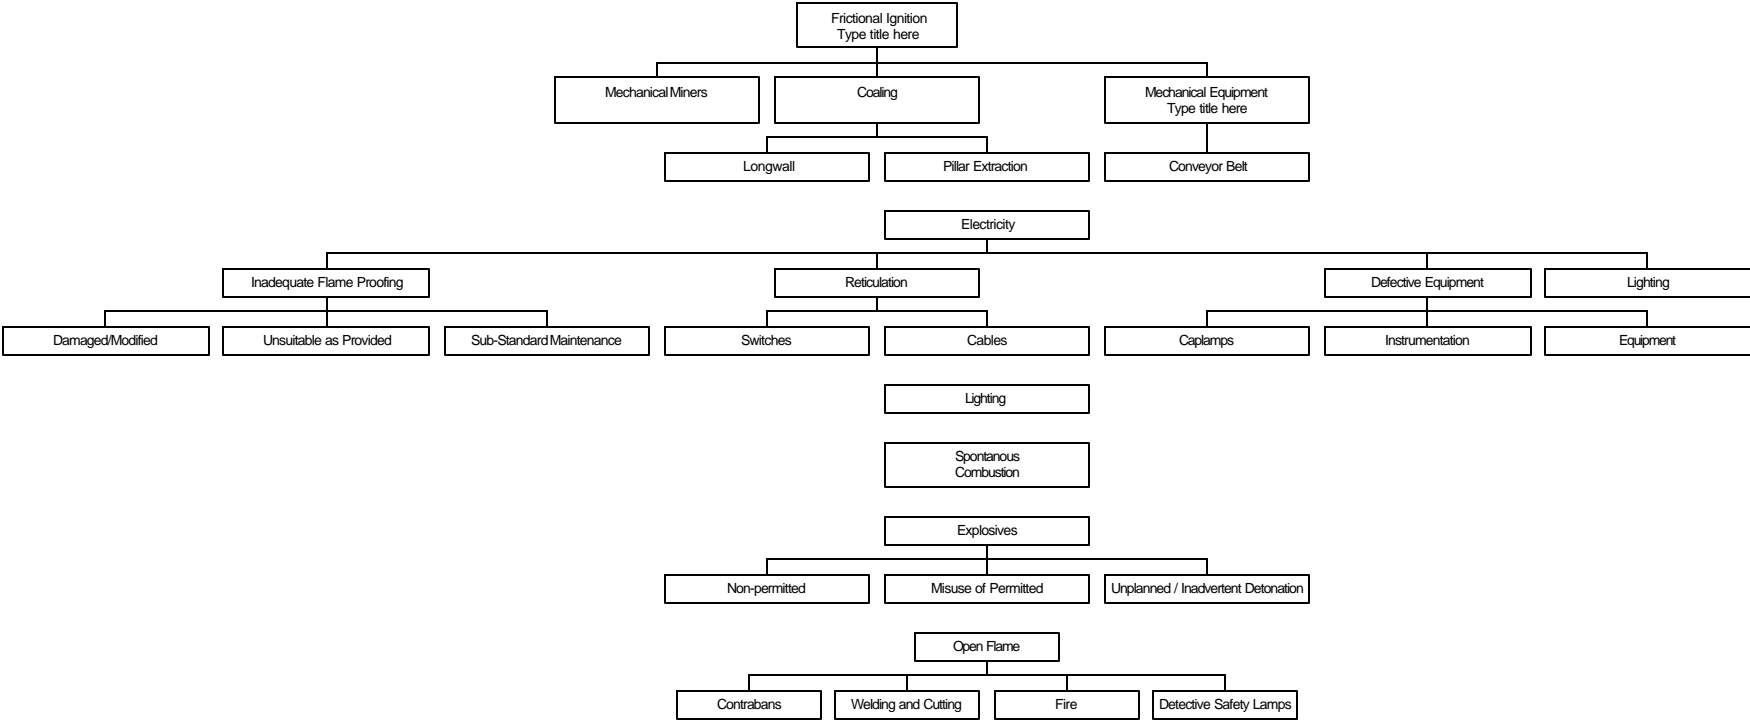 Frictional Ignition
Type title here
Mechanical Miners
Coaling
Mechanical Equipment
Type title here
Longwall
Pillar Extraction
Conveyor Belt
Electricity
Inadequate Flame Proofing
Reticulation
Defective Equipment
Lighting
Damaged/Modified
Unsuitable as Provided
Sub-Standard Maintenance
Switches
Cables
Caplamps
Instrumentation
Equipment
Lighting
Spontanous
Combustion
Explosives
Non-permitted
Misuse of Permitted
Unplanned / Inadvertent Detonation
Open Flame
Contrabans
Welding and Cutting
Fire
Detective Safety Lamps